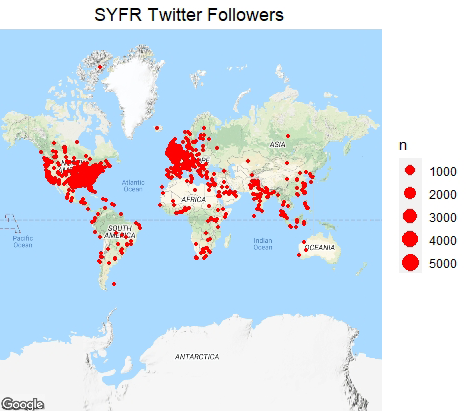 SYFR Twitter Followers
n
1000
2000
3000
4000
5000
ASIA
Atlantic
Ocean
AFRICA
Pacific
Ocean
SOUTH
AMERICA
Indian
Ocean
OCEANIA
ANTARCTICA
Google